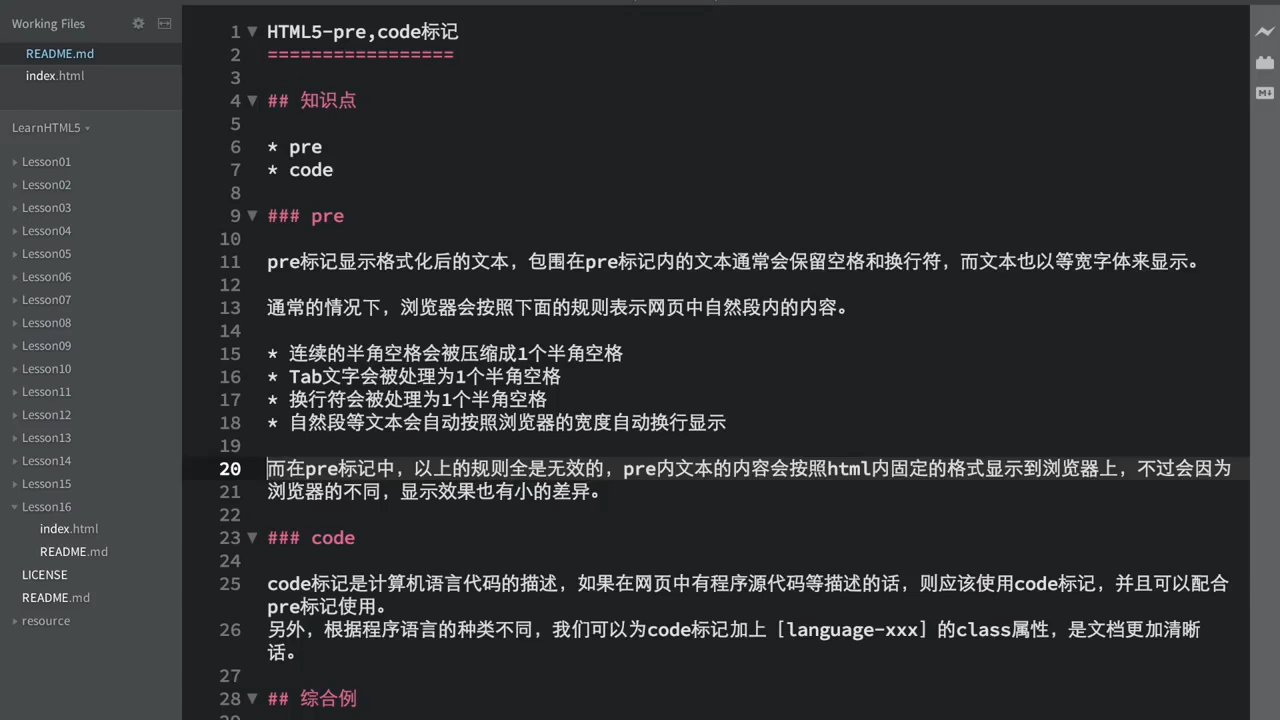 Working Files
README.md
index.html
LearnHTML5
Lesson01
Lesson02
Lesson03
Lesson04
Lesson05
Lesson06
Lesson07
Lesson08
Lesson09
Lesson10
Lesson11
Lesson12
Lesson13
Lesson14
Lesson15
Lesson16
index.html
README.md
LICENSE
README.md
resource
1 HTML5-pre,code标记
2 =================
3
4 ## 知识点
5
6 * pre
7 * code
8
9 ### pre
10
11 pre标记显示格式化后的文本，包围在pre标记内的文本通常会保留空格和换行符，而文本也以等宽字体来显示。
12
13 通常的情况下，浏览器会按照下面的规则表示网页中自然段内的内容。
14
15 * 连续的半角空格会被压缩成1个半角空格
16 * Tab文字会被处理为1个半角空格
17 * 换行符会被处理为1个半角空格
18 * 自然段等文本会自动按照浏览器的宽度自动换行显示
19
20 而在pre标记中，以上的规则全是无效的，pre内文本的内容会按照html内固定的格式显示到浏览器上，不过会因为
21 浏览器的不同，显示效果也有小的差异。
22
23 ### code
24
25 code标记是计算机语言代码的描述，如果在网页中有程序源代码等描述的话，则应该使用code标记，并且可以配合
pre标记使用。
26 另外，根据程序语言的种类不同，我们可以为code标记加上［language-xxx］的class属性，是文档更加清晰
话。
27
28 ## 综合例
M↓